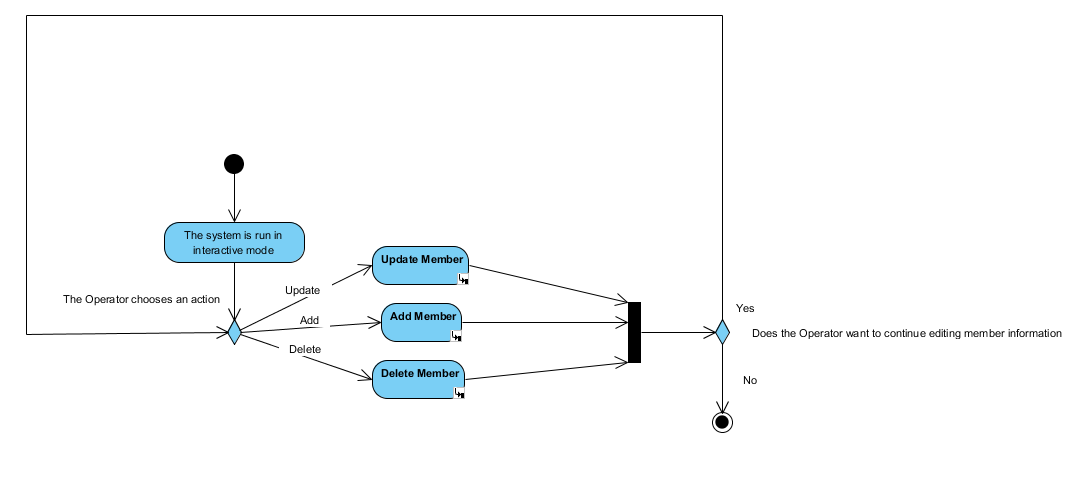 The system is run in
interactive mode
The Operator chooses an action
Update
Add
Delete
Update Member
Add Member
Delete Member
Yes
Does the Operator want to continue editing member information
No